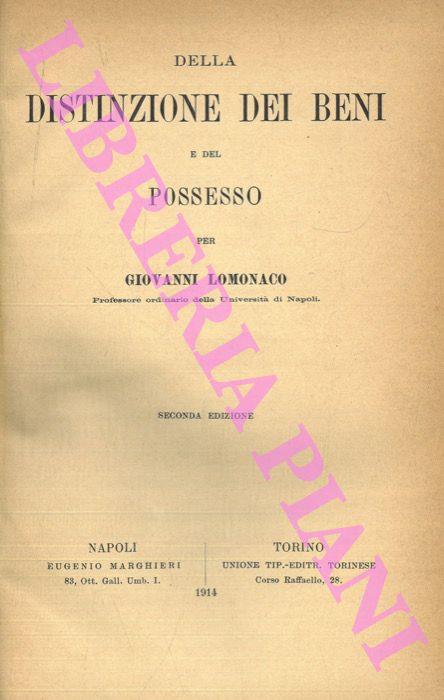 DELLA
DISTINZIONE DEI BENI
E DEL
POSSESSO
PER
GIOVANNI LOMONACO
Professore ordinario della Università di Napoli.
SECONDA EDIZIONE
NAPOLI
EUGENIO MARGHIERI
83, Ott. Gall. Umb. I.
TORINO
UNIONE TIP.-EDITR. TORINESE
Corso Raffaello, 28.
1914
LIBRERIA PIANI